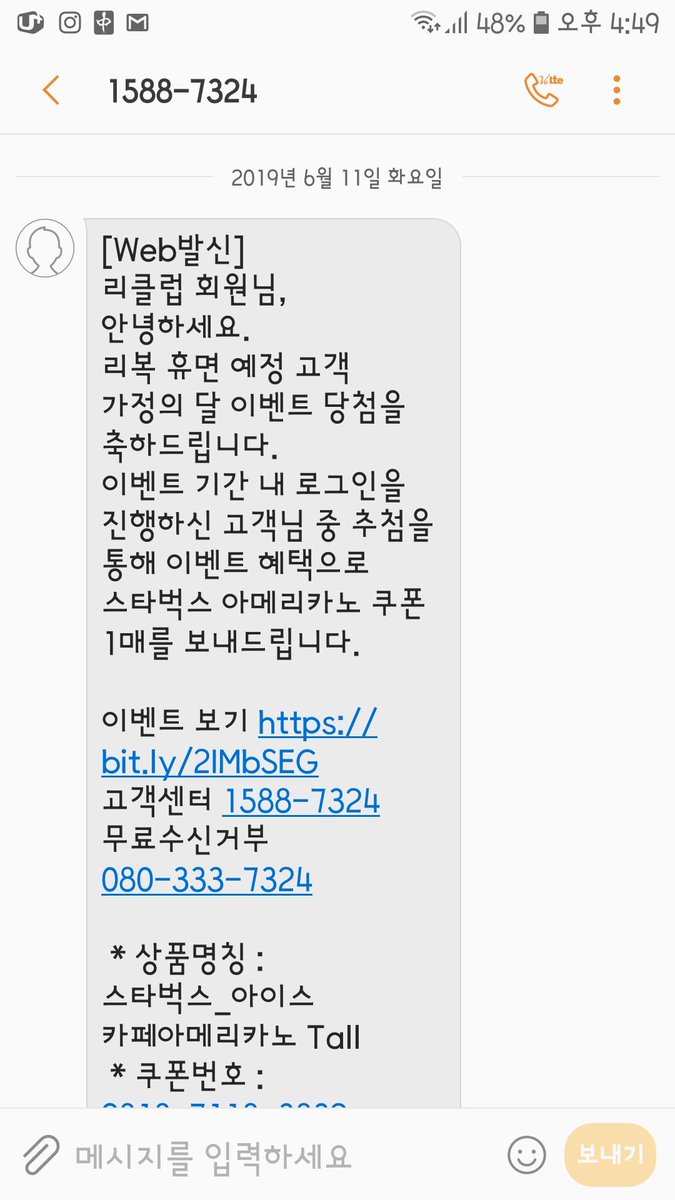 48% 오후 4:49
1588-7324
2019년 6월 11일 화요일
[Web발신]
리클럽 회원님,
안녕하세요.
리복 휴면 예정 고객
가정의 달 이벤트 당첨을
축하드립니다.
이벤트 기간 내 로그인을
진행하신 고객님 중 추첨을
통해 이벤트 혜택으로
스타벅스 아메리카노 쿠폰
1매를 보내드립니다.
이벤트 보기 https://
bit.ly/2IMbSEG
고객센터 1588-7324
무료수신거부
080-333-7324
* 상품명칭 :
스타벅스_아이스
카페아메리카노 Tall
* 쿠폰번호 :
메시지를 입력하세요 보내기